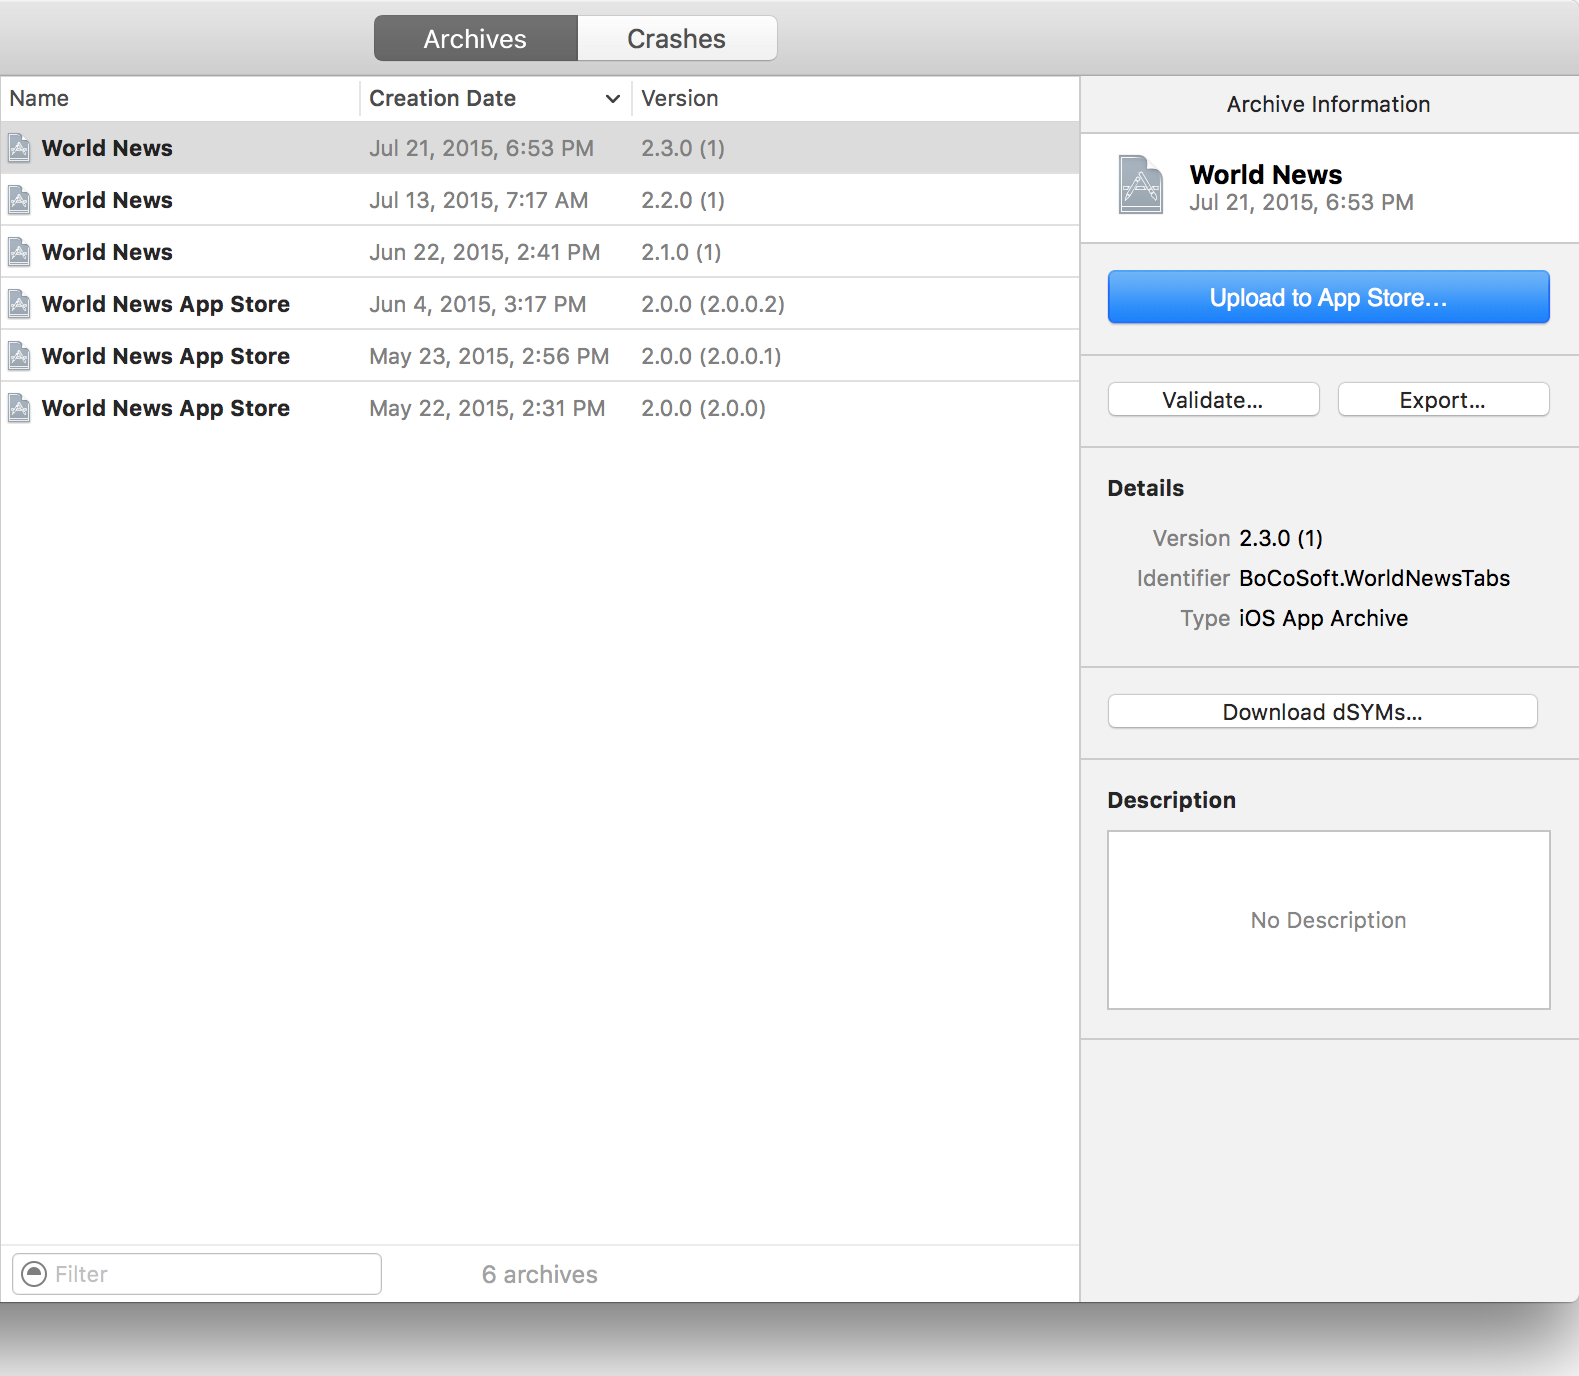 Archives Crashes
Name Creation Date Version
World News Jul 21, 2015, 6:53 PM 2.3.0 (1)
World News Jul 13, 2015, 7:17 AM 2.2.0 (1)
World News Jun 22, 2015, 2:41 PM 2.1.0 (1)
World News App Store Jun 4, 2015, 3:17 PM 2.0.0 (2.0.0.2)
World News App Store May 23, 2015, 2:56 PM 2.0.0 (2.0.0.1)
World News App Store May 22, 2015, 2:31 PM 2.0.0 (2.0.0)
Filter 6 archives
Archive Information
World News
Jul 21, 2015, 6:53 PM
Upload to App Store...
Validate... Export...
Details
Version 2.3.0 (1)
Identifier BoCoSoft.WorldNewsTabs
Type iOS App Archive
Download dSYMs...
Description
No Description